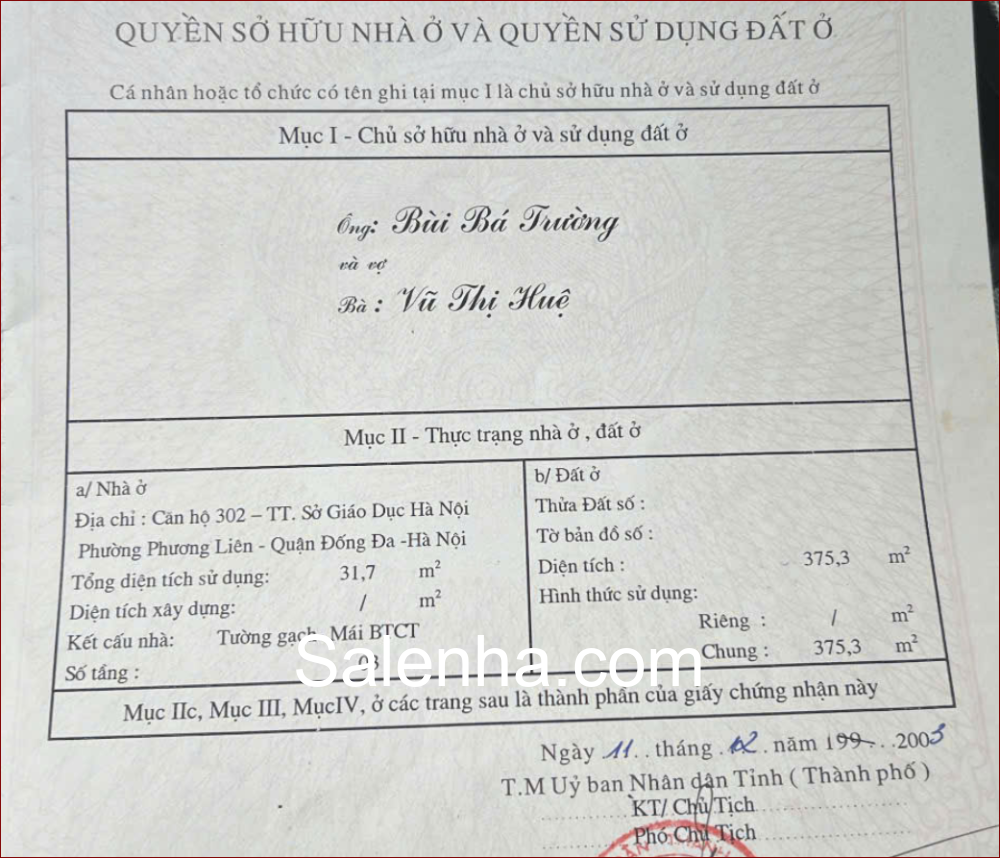 QUYỀN SỞ HỮU NHÀ Ở VÀ QUYỀN SỬ DỤNG ĐẤT Ở
Cá nhân hoặc tổ chức có tên ghi tại mục I là chủ sở hữu nhà ở và sử dụng đất ở
Mục I - Chủ sở hữu nhà ở và sử dụng đất ở
Ông: Bùi Bá Trường
và vợ
Bà : Vũ Thị Huệ
Mục II - Thực trạng nhà ở , đất ở
a/ Nhà ở
Địa chỉ : Căn hộ 302 – TT. Sở Giáo Dục Hà Nội
Phường Phương Liên - Quận Đống Đa -Hà Nội
Tổng diện tích sử dụng: 31,7 m²
Diện tích xây dựng: / m²
Kết cấu nhà: Tường gạch, Mái BTCT
Số tầng : 03
b/ Đất ở
Thửa Đất số :
Tờ bản đồ số :
Diện tích : 375,3 m²
Hình thức sử dụng:
Riêng : / m²
Chung : 375,3 m²
Salenha.com
Mục IIc, Mục III, MụcIV, ở các trang sau là thành phần của giấy chứng nhận này
Ngày 11 . . tháng . 12 . năm 199 . . . 2003
T.M Uỷ ban Nhân dân Tỉnh ( Thành phố )
KT/ Chủ Tịch
Phó Chủ Tịch